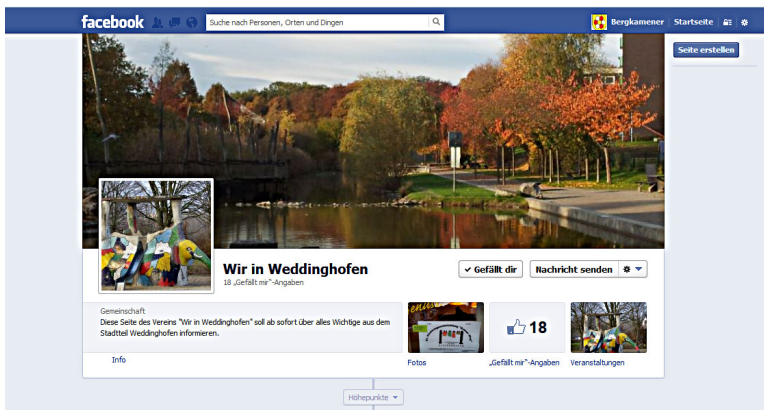 facebook
Suche nach Personen, Orten und Dingen
Bergkamener
Startseite
Seite erstellen
Wir in Weddinghofen
18 „Gefällt mir“-Angaben
Gefällt dir
Nachricht senden
Gemeinschaft
Diese Seite des Vereins "Wir in Weddinghofen" soll ab sofort über alles Wichtige aus dem
Stadtteil Weddinghofen informieren.
Info
18
Fotos
„Gefällt mir“-Angaben
Veranstaltungen
Höhepunkte